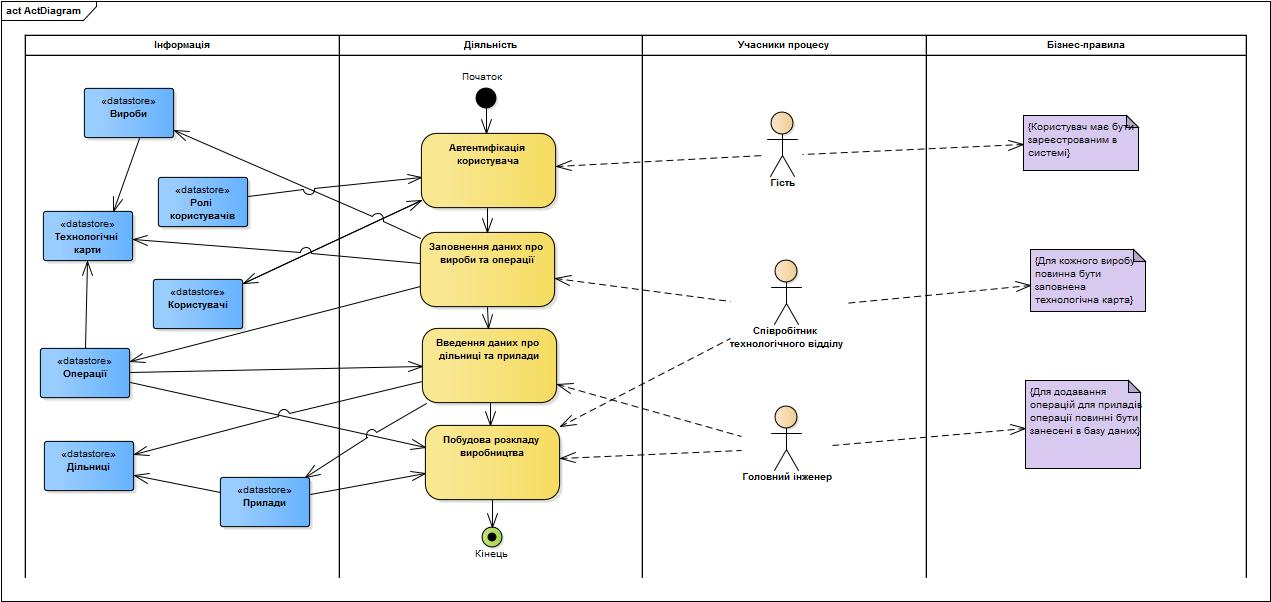 act ActDiagram
Інформація
Діяльність
Учасники процесу
Бізнес-правила
«datastore»
Вироби
«datastore»
Ролі
користувачів
«datastore»
Технологічні
карти
«datastore»
Користувачі
«datastore»
Операції
«datastore»
Дільниці
«datastore»
Прилади
Початок
Автентифікація
користувача
Заповнення даних про
вироби та операції
Введення даних про
дільниці та прилади
Побудова розкладу
виробництва
Кінець
Гість
Співробітник
технологічного відділу
Головний інженер
{Користувач має бути
зареєстрованим в
системі}
{Для кожного виробу
повинна бути
заповнена
технологічна карта}
{Для додавання
операцій для приладів
операції повинні бути
занесені в базу даних}